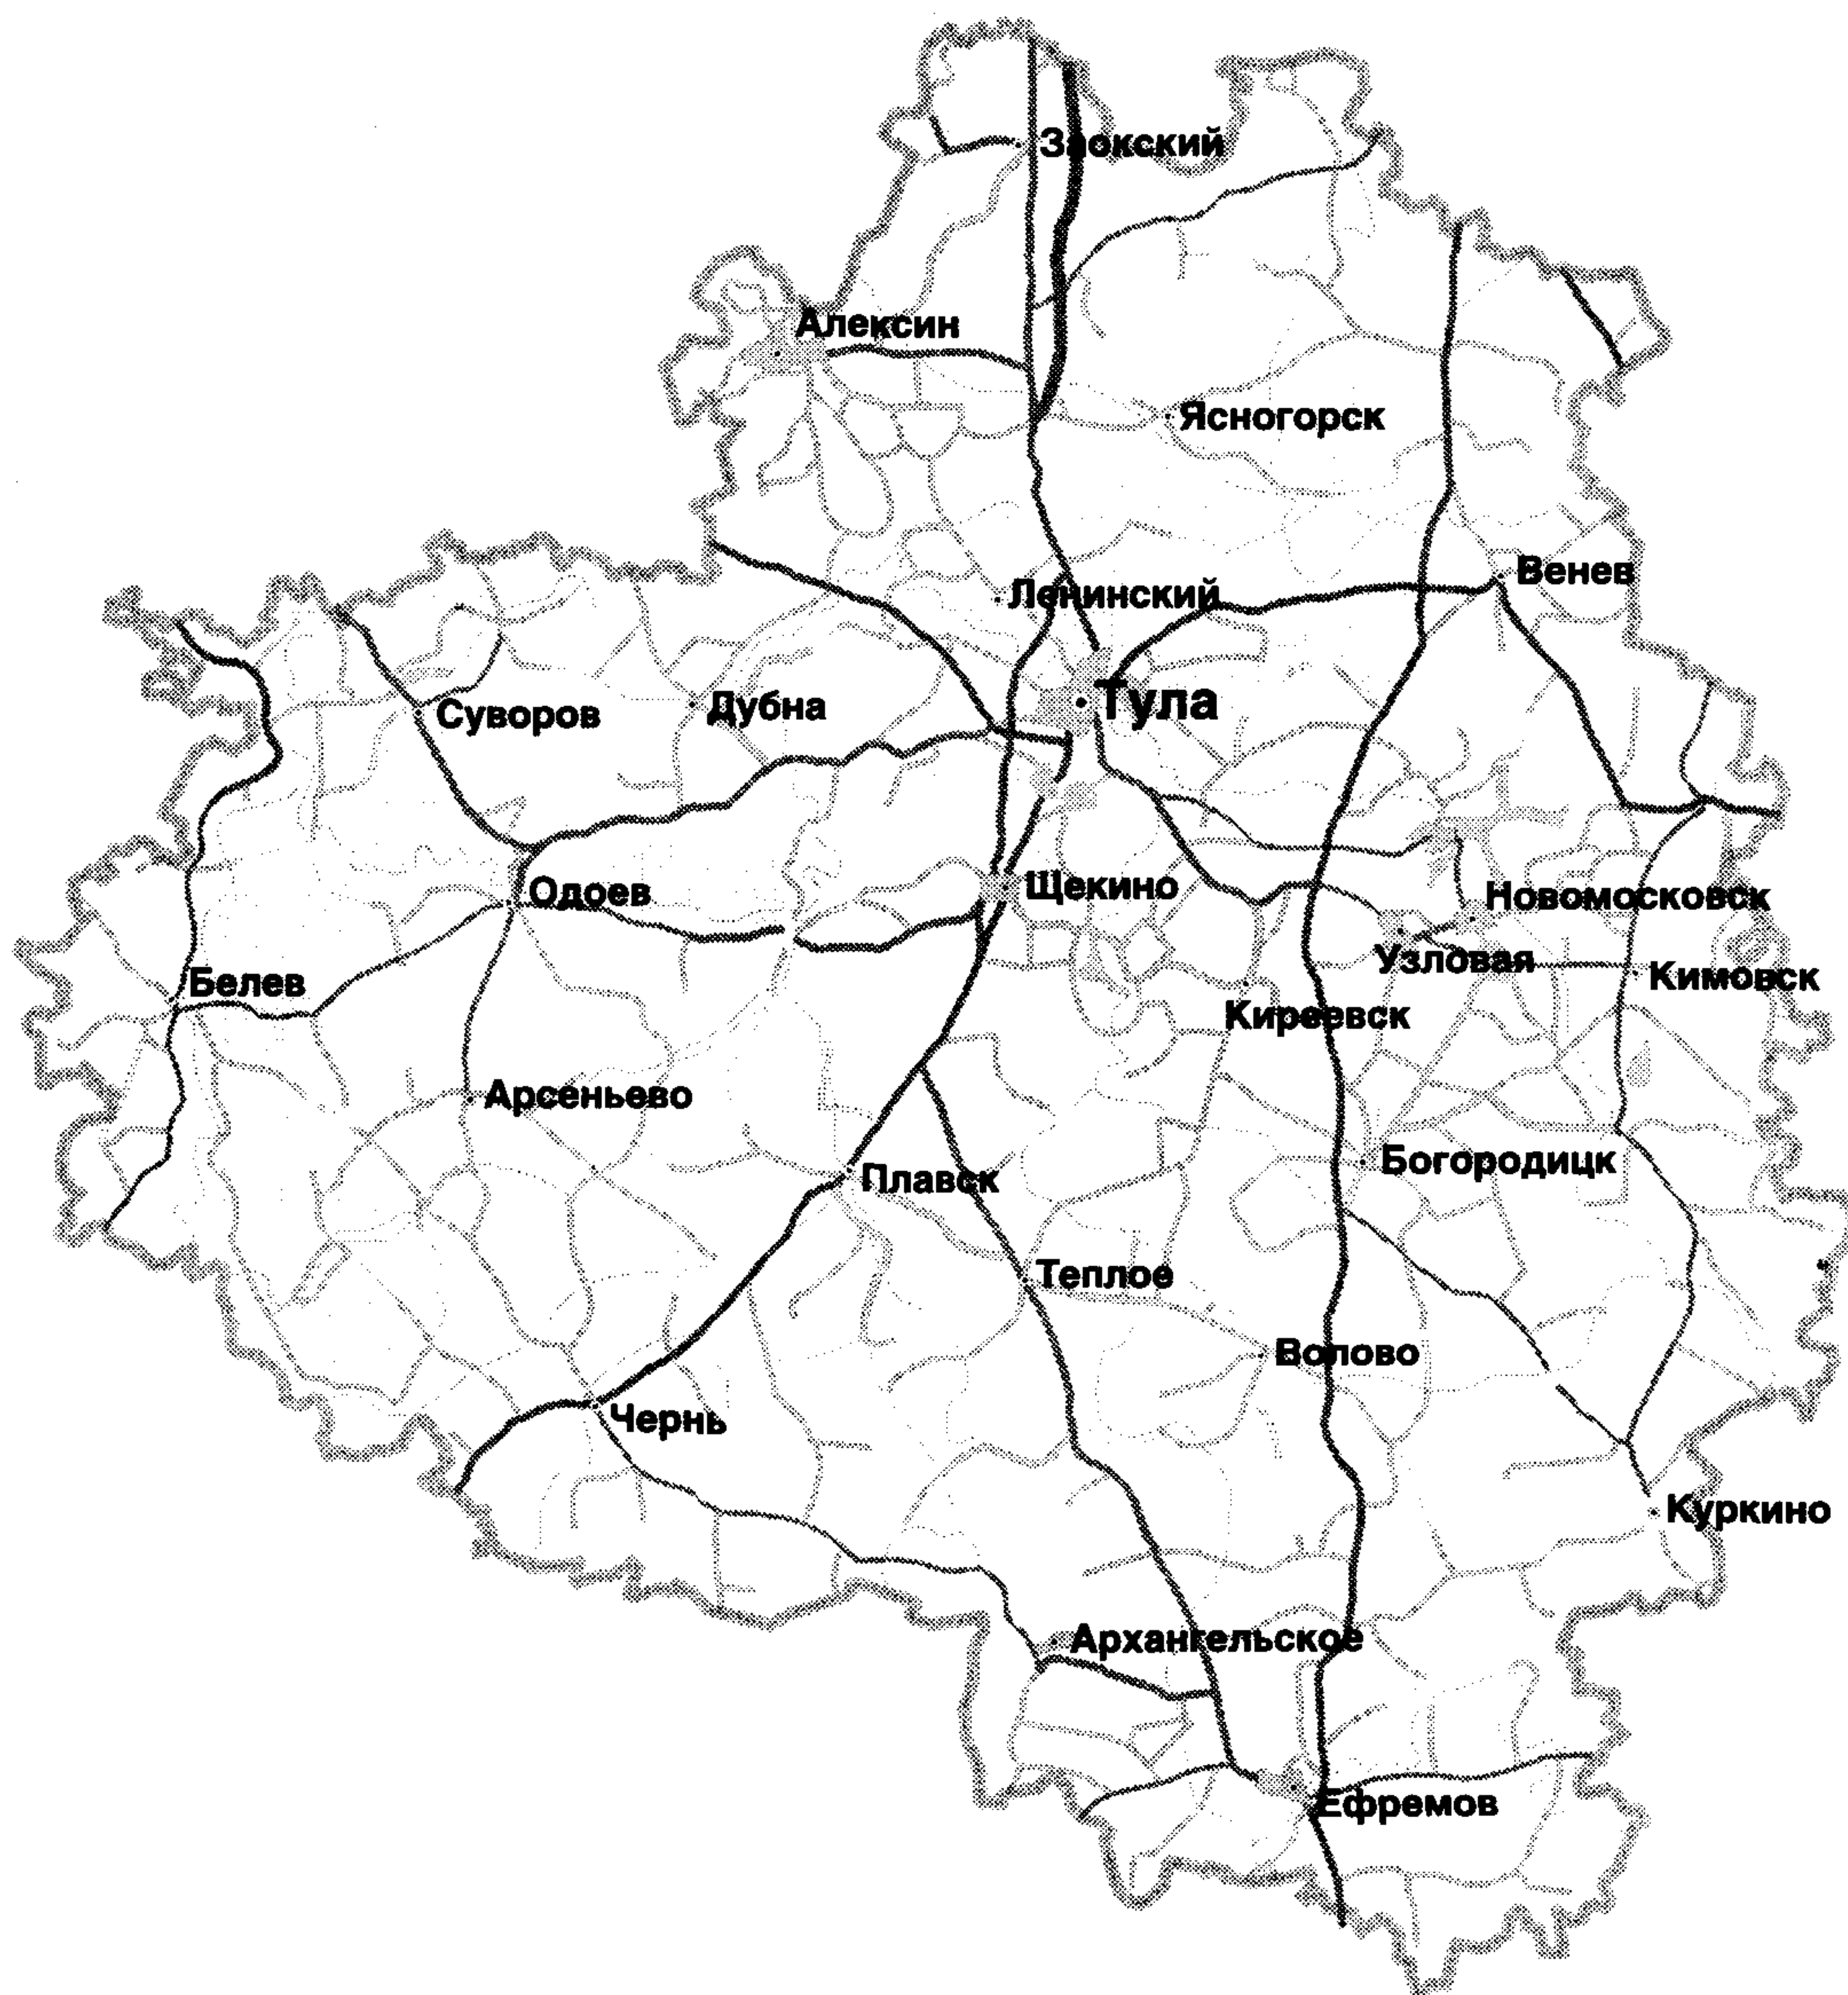 Заокский
Алексин
Ясногорск
Венев
Ленинский
Тула
Суворов
Дубна
Одоев
Щекино
Новомосковск
Узловая
Белев
Кимовск
Киреевск
Арсеньево
Богородицк
Плавск
Теплое
Волово
Чернь
Куркино
Архангельское
Ефремов